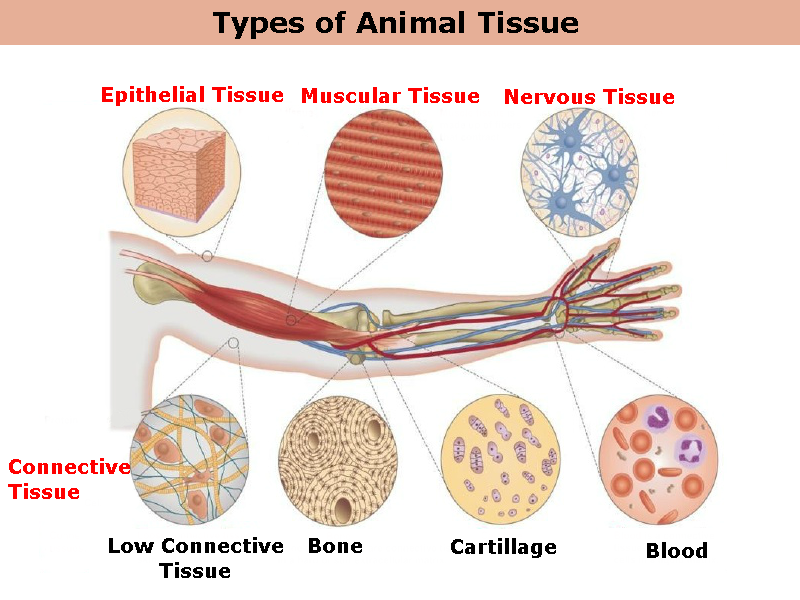 Types of Animal Tissue
Epithelial Tissue
Muscular Tissue
Nervous Tissue
Connective
Tissue
Low Connective
Tissue
Bone
Cartillage
Blood